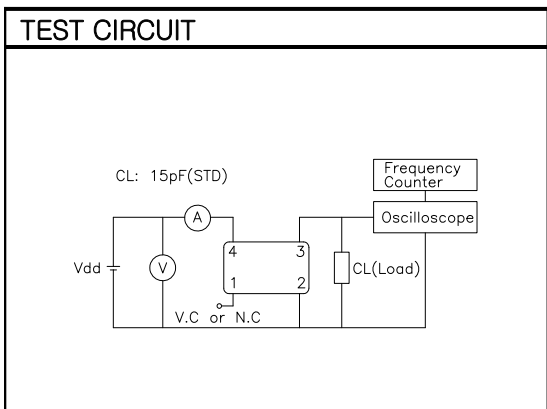 TEST CIRCUIT
CL: 15pF(STD)
Frequency
Counter
A
Oscilloscope
4 3
Vdd
V
CL(Load)
1 2
V.C or N.C